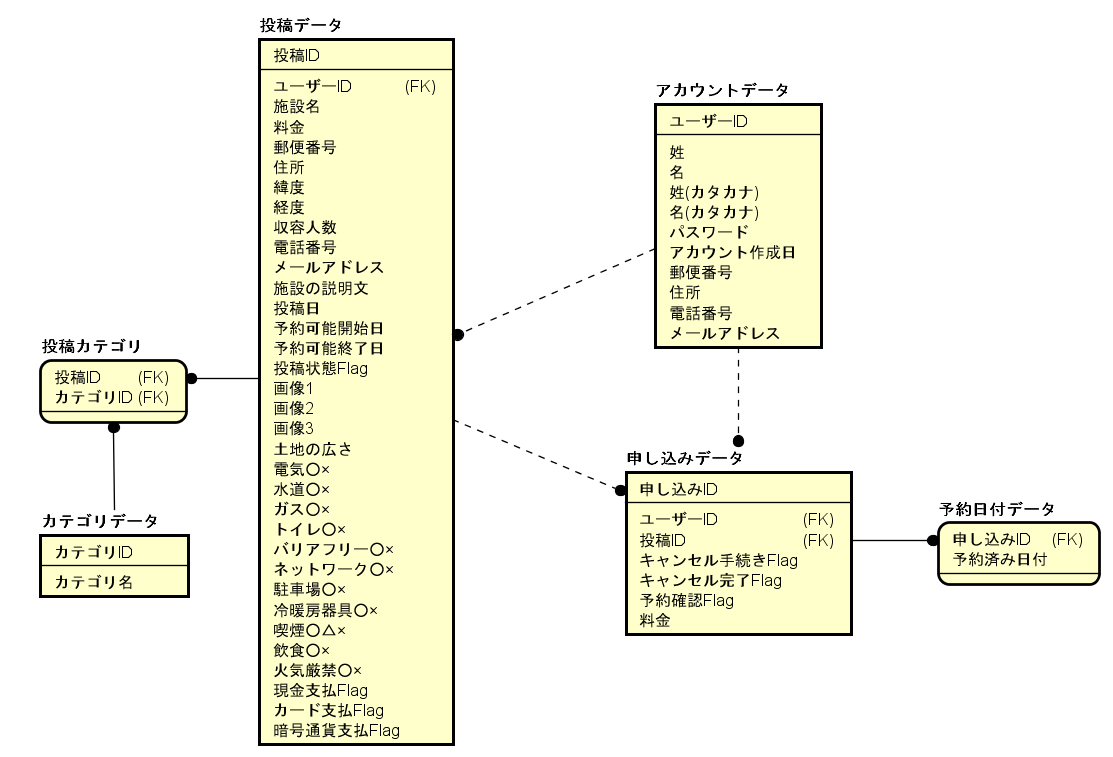 投稿データ
投稿ID
ユーザーID (FK)
施設名
料金
郵便番号
住所
緯度
経度
収容人数
電話番号
メールアドレス
施設の説明文
投稿日
予約可能開始日
予約可能終了日
投稿状態Flag
画像1
画像2
画像3
土地の広さ
電気〇×
水道〇×
ガス〇×
トイレ〇×
バリアフリー〇×
ネットワーク〇×
駐車場〇×
冷暖房器具〇×
喫煙〇△×
飲食〇×
火気厳禁〇×
現金支払Flag
カード支払Flag
暗号通貨支払Flag
アカウントデータ
ユーザーID
姓
名
姓(カタカナ)
名(カタカナ)
パスワード
アカウント作成日
郵便番号
住所
電話番号
メールアドレス
投稿カテゴリ
投稿ID (FK)
カテゴリID (FK)
カテゴリデータ
カテゴリID
カテゴリ名
申し込みデータ
申し込みID
ユーザーID (FK)
投稿ID (FK)
キャンセル手続きFlag
キャンセル完了Flag
予約確認Flag
料金
予約日付データ
申し込みID (FK)
予約済み日付